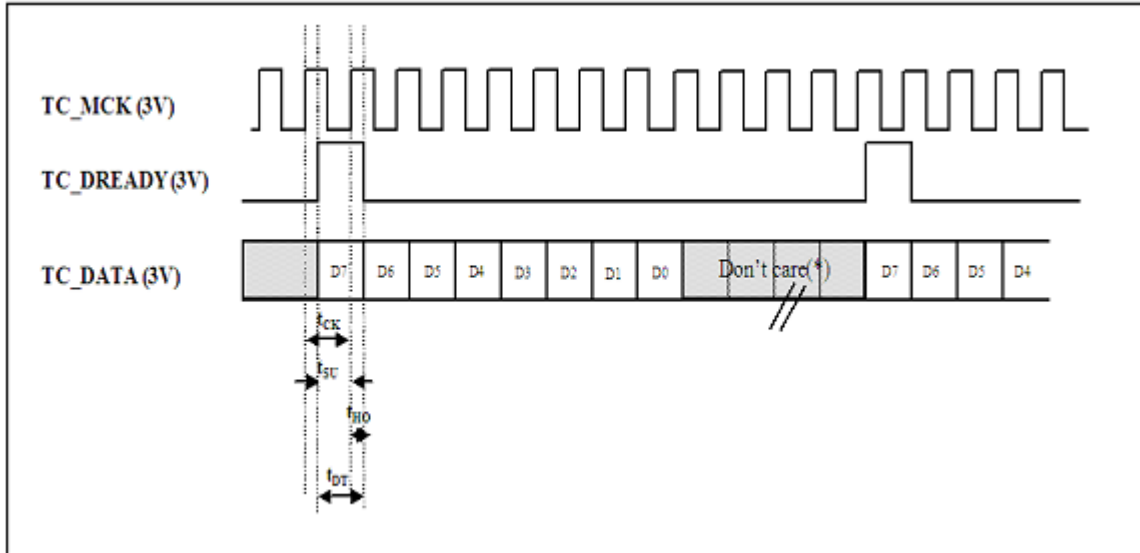 TC_MCK (3V)
TC_DREADY (3V)
TC_DATA (3V)
D7 D6 D5 D4 D3 D2 D1 D0 Don't care(*) D7 D6 D5 D4
tCK
tSU
tHO
tDT